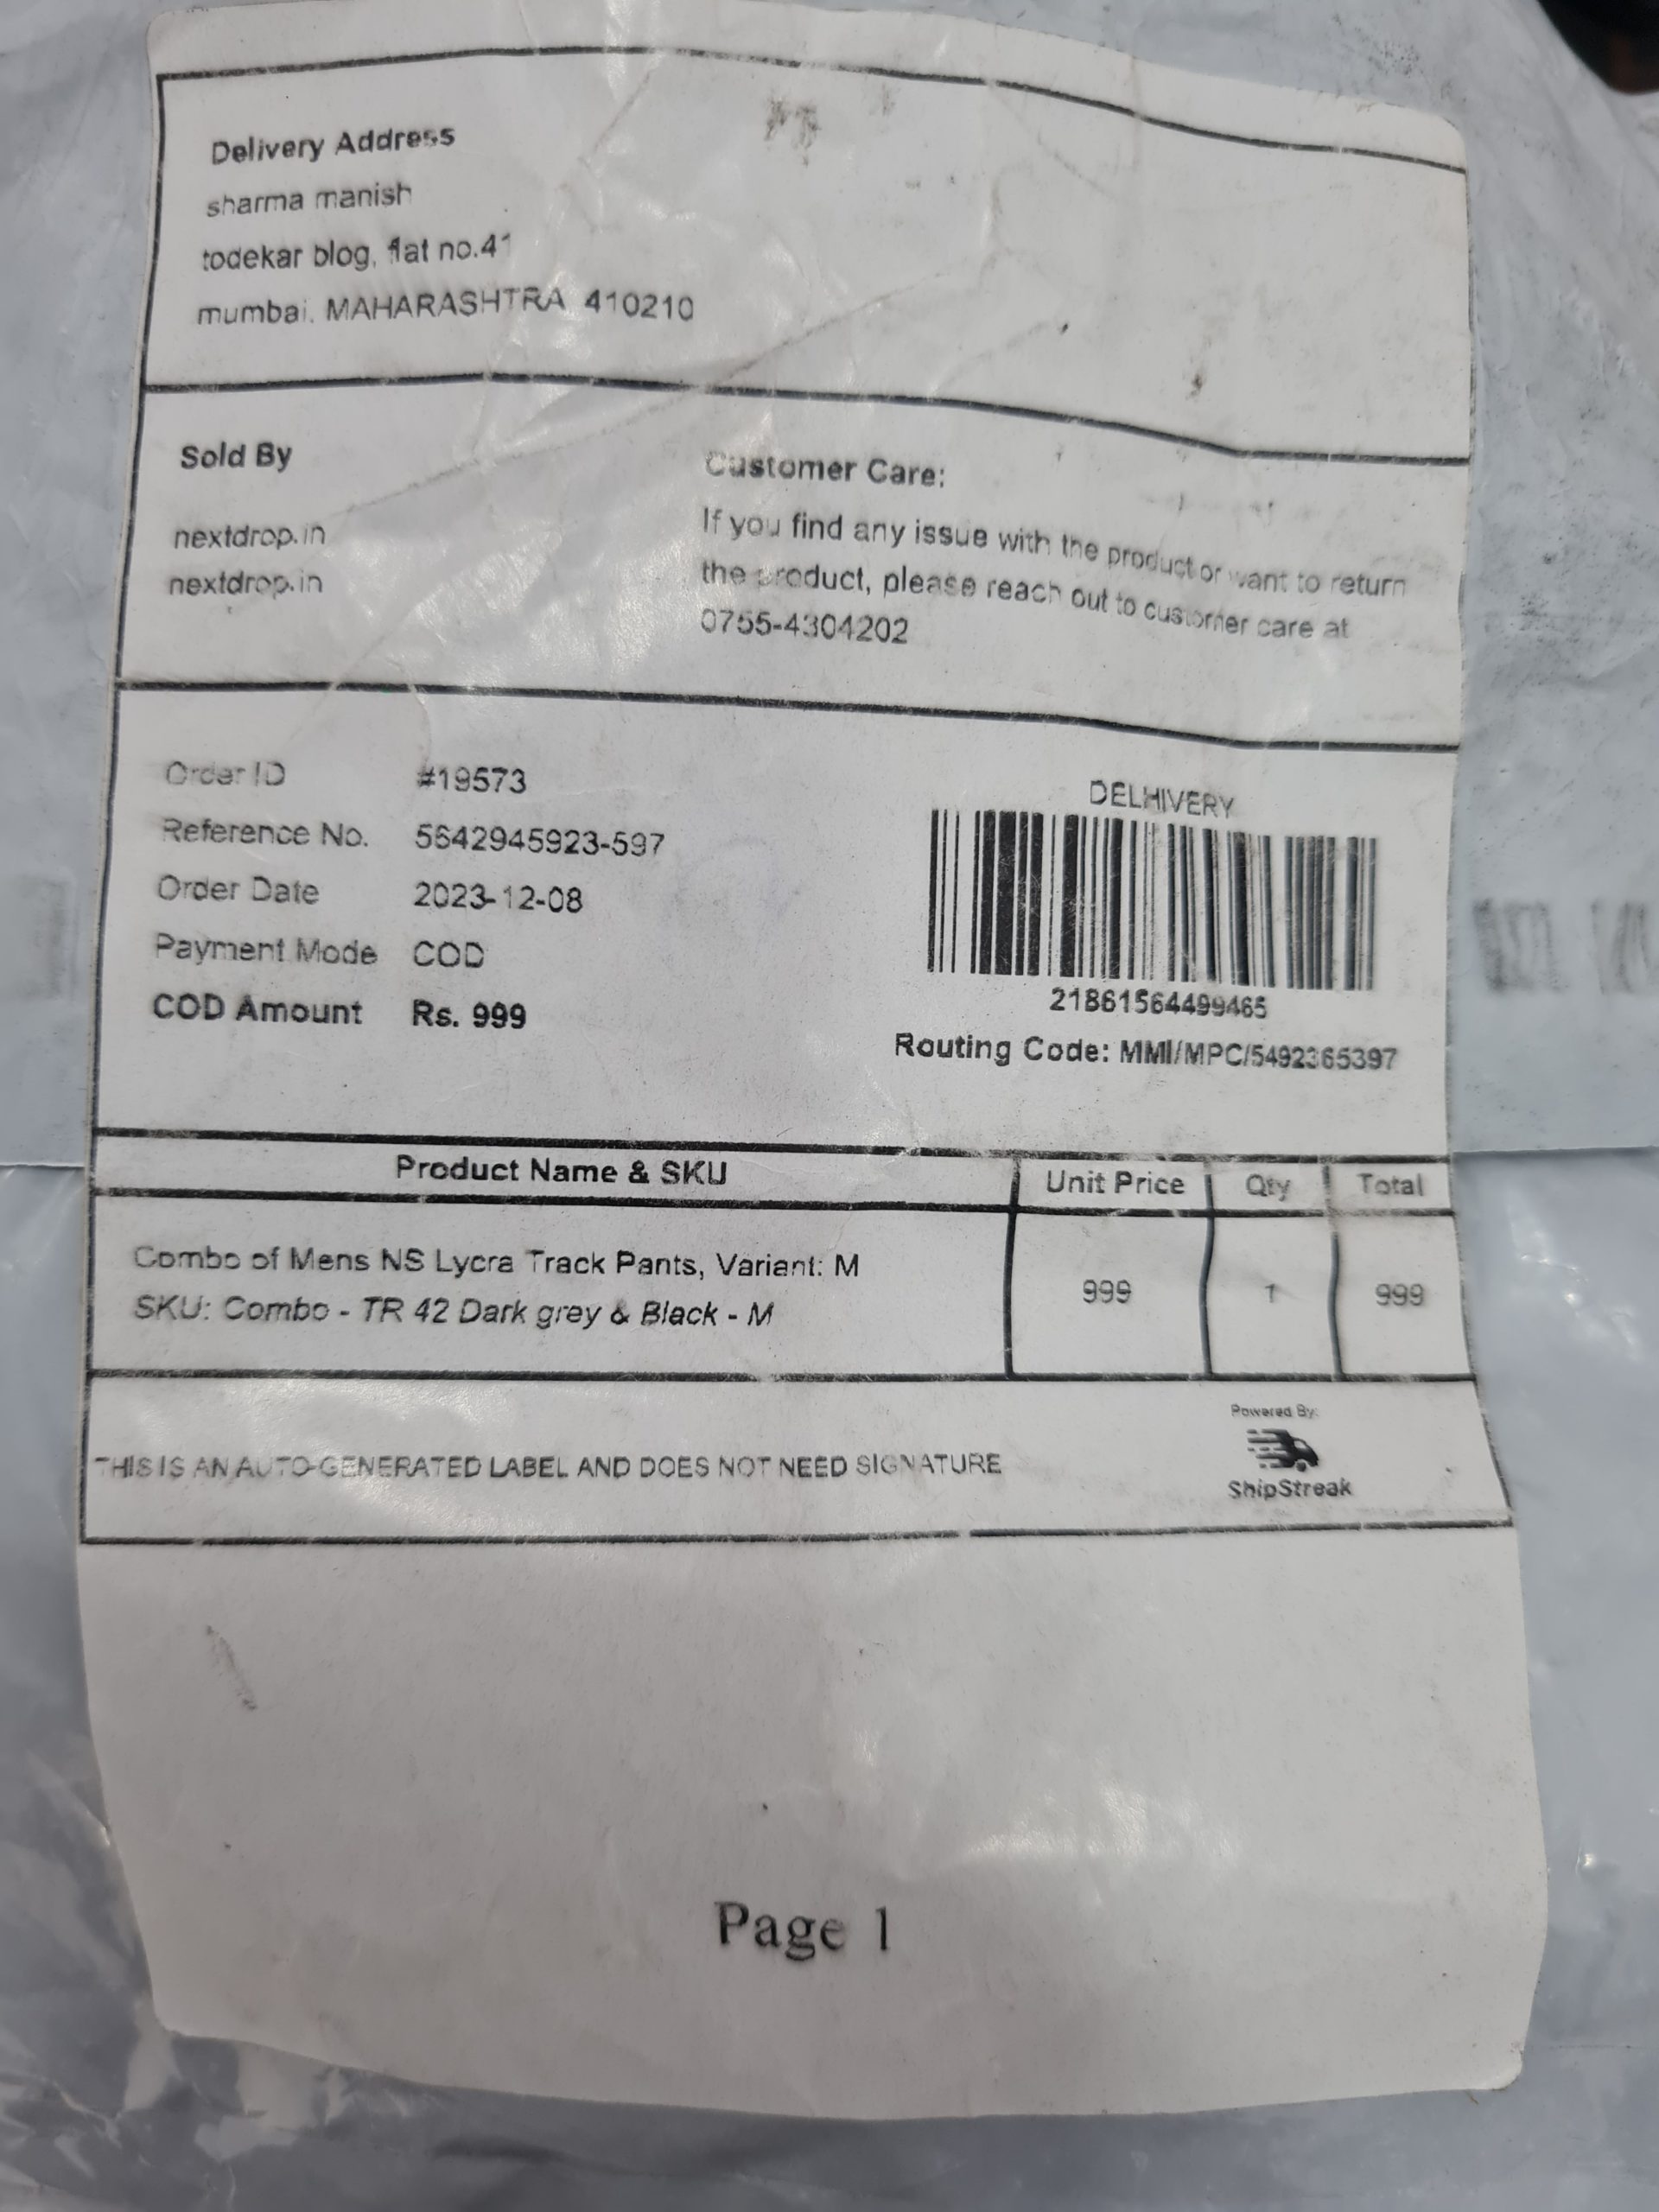 Delivery Address
sharma manish
todekar blog, flat no.41
mumbai, MAHARASHTRA 410210
Sold By
nextdrop.in
nextdrop.in
Customer Care:
If you find any issue with the product or want to return
the product, please reach out to customer care at
0755-4304202
Order ID #19573
Reference No. 5642945923-597
Order Date 2023-12-08
Payment Mode COD
COD Amount Rs. 999
DELHIVERY
21861564499465
Routing Code: MMI/MPC/5492365397
Product Name & SKU Unit Price Qty Total
Combo of Mens NS Lycra Track Pants, Variant: M
SKU: Combo - TR 42 Dark grey & Black - M
999 1 999
THIS IS AN AUTO-GENERATED LABEL AND DOES NOT NEED SIGNATURE
Powered By:
ShipStreak
Page 1